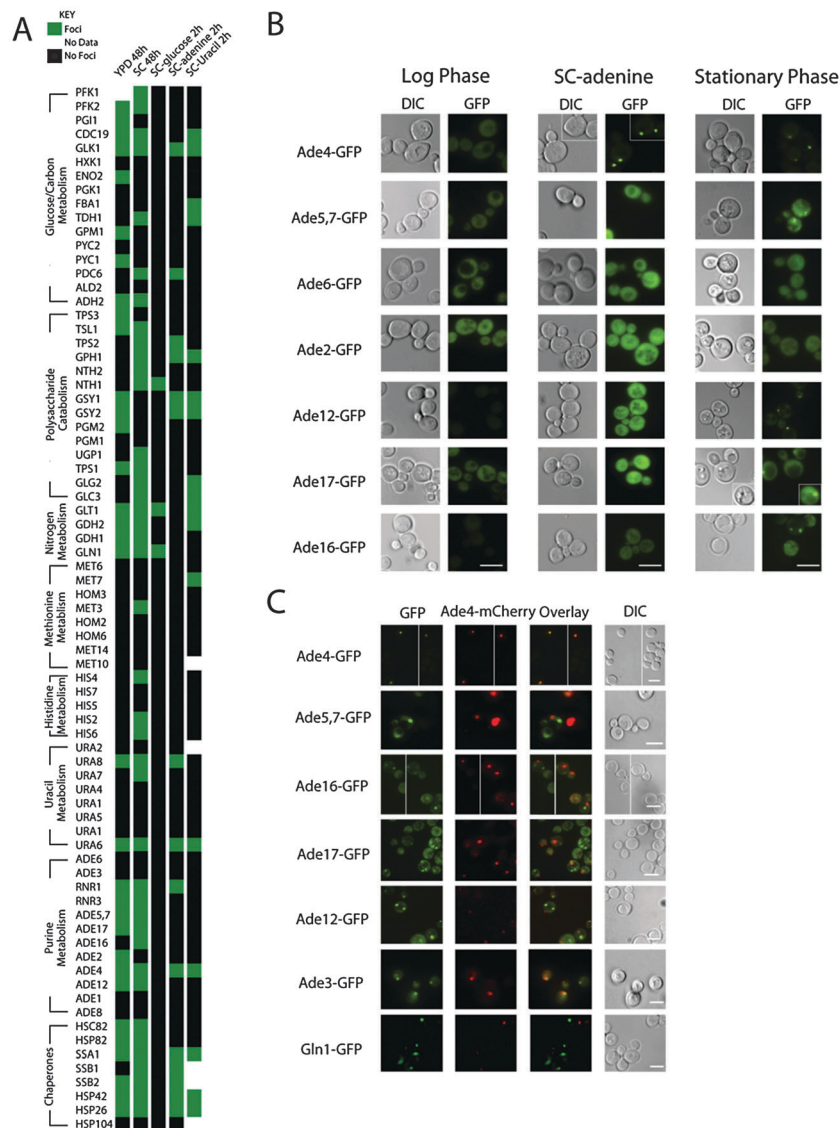 A
KEY
Foci
No Data
No Foci
YPD 48h
SC 48h
SC-glucose 2h
SC-adenine 2h
SC-Uracil 2h
Glucose/Carbon
Metabolism
PFK1
PFK2
PGI1
CDC19
GLK1
HXK1
ENO2
PGK1
FBA1
TDH1
GPM1
PYC2
PYC1
PDC6
ALD2
ADH2
Polysaccharide
Catabolism
TPS3
TSL1
TPS2
GPH1
NTH2
NTH1
GSY1
GSY2
PGM2
PGM1
UGP1
TPS1
GLG2
GLC3
Nitrogen
Metabolism
GLT1
GDH2
GDH1
GLN1
Methionine
Metablism
MET6
MET7
HOM3
MET3
HOM2
HOM6
MET14
MET10
Histidine
Metabolism
HIS4
HIS7
HIS5
HIS2
HIS6
Uracil
Metabolism
URA2
URA8
URA7
URA4
URA1
URA5
URA1
URA6
Purine
Metabolism
ADE6
ADE3
RNR1
RNR3
ADE5,7
ADE17
ADE16
ADE2
ADE4
ADE12
ADE1
ADE8
Chaperones
HSC82
HSP82
SSA1
SSB1
SSB2
HSP42
HSP26
HSP104
B
Log Phase SC-adenine Stationary Phase
DIC GFP DIC GFP DIC GFP
Ade4-GFP
Ade5,7-GFP
Ade6-GFP
Ade2-GFP
Ade12-GFP
Ade17-GFP
Ade16-GFP
C
GFP Ade4-mCherry Overlay DIC
Ade4-GFP
Ade5,7-GFP
Ade16-GFP
Ade17-GFP
Ade12-GFP
Ade3-GFP
Gln1-GFP